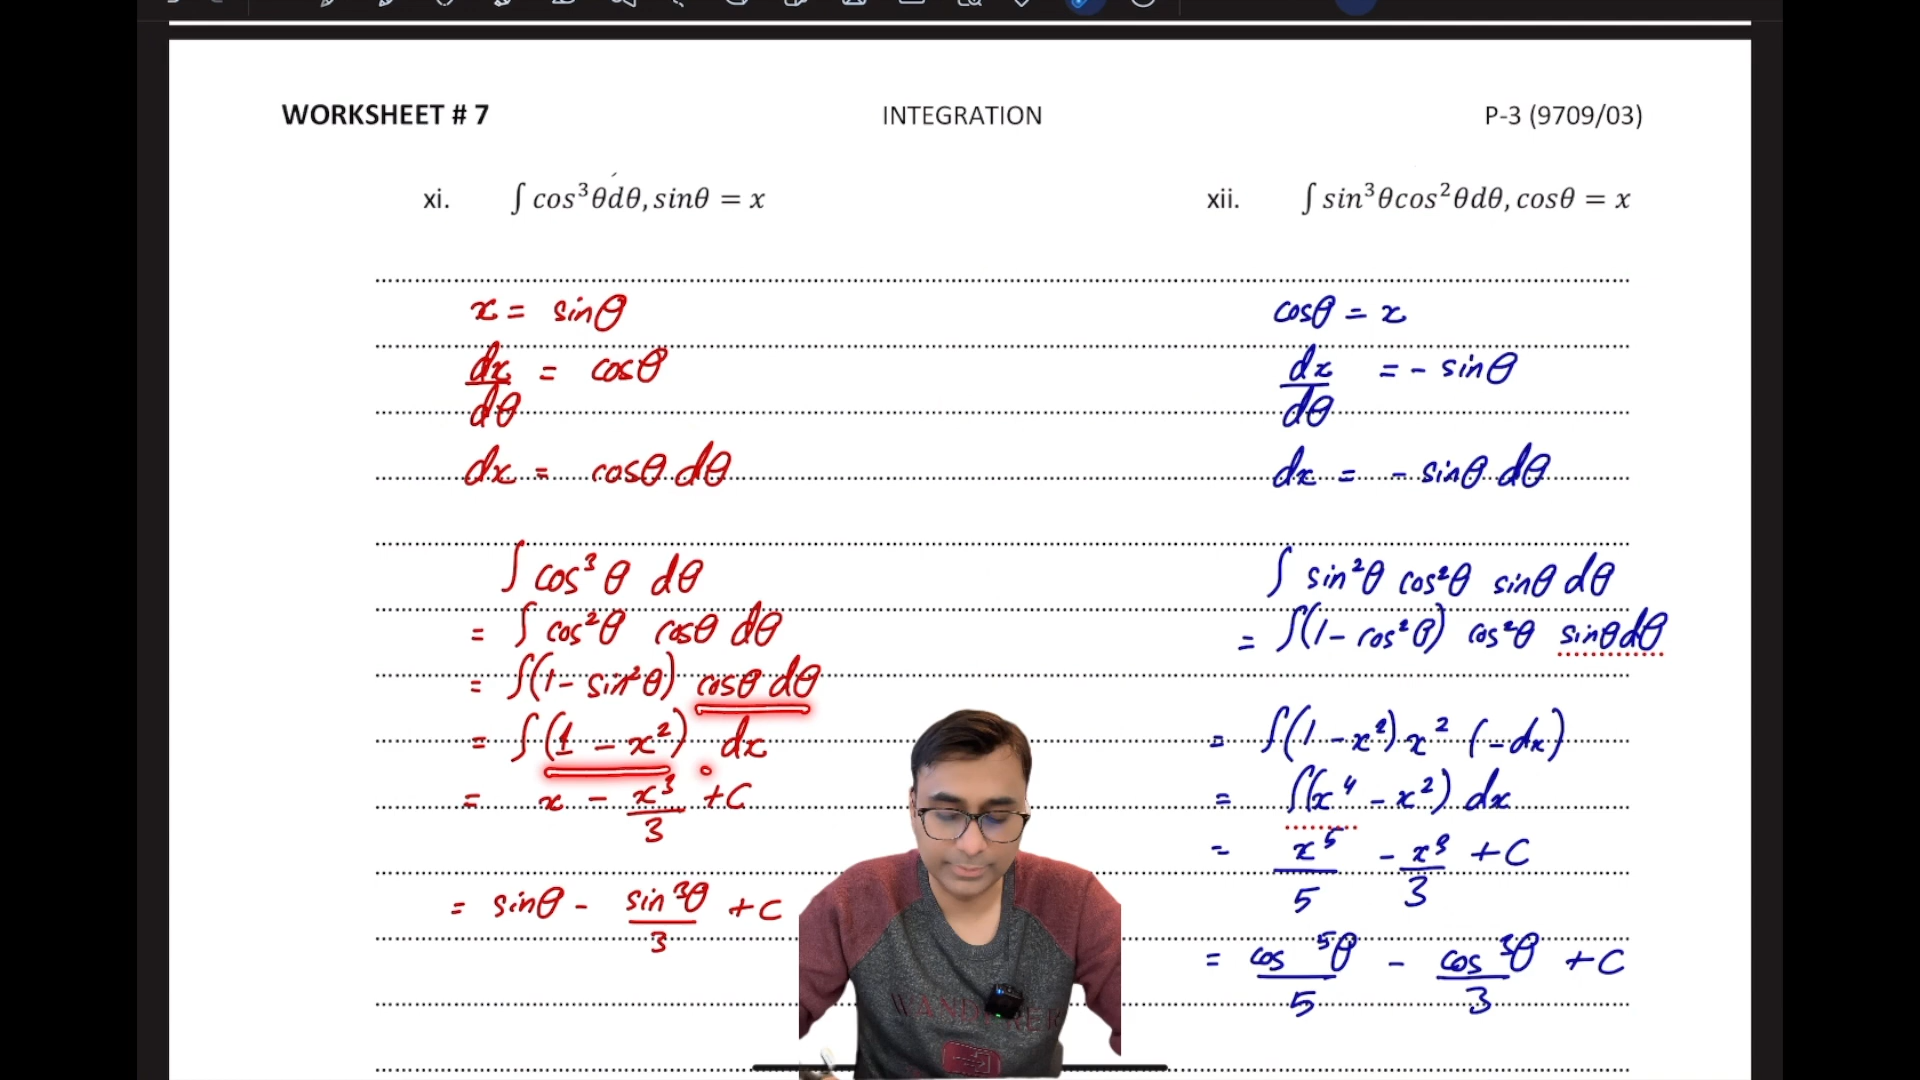 WORKSHEET # 7 INTEGRATION P-3 (9709/03)
xi. ∫ cos³θdθ, sinθ = x
x = sinθ
dx/dθ = cosθ
dx = cosθ dθ
∫ cos³θ dθ
= ∫ cos²θ cosθ dθ
= ∫(1 - sin²θ) cosθ dθ
= ∫(1 - x²) dx
= x - x³/3 + c
= sinθ - sin³θ/3 + c
xii. ∫ sin³θcos²θdθ, cosθ = x
cosθ = x
dx/dθ = - sinθ
dx = - sinθ dθ
∫ sin²θ cos²θ sinθ dθ
= ∫(1 - cos²θ) cos²θ sinθdθ
= ∫(1 - x²) x² (-dx)
= ∫(x⁴ - x²) dx
= x⁵/5 - x³/3 + C
= cos⁵θ/5 - cos³θ/3 + C